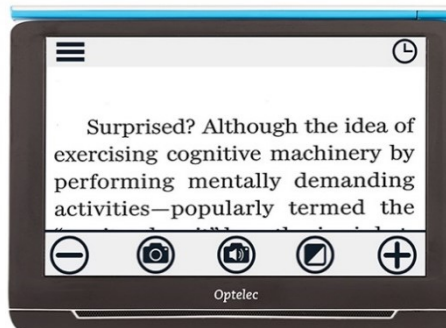 Surprised? Although the idea of
exercising cognitive machinery by
performing mentally demanding
activities—popularly termed the
Optelec